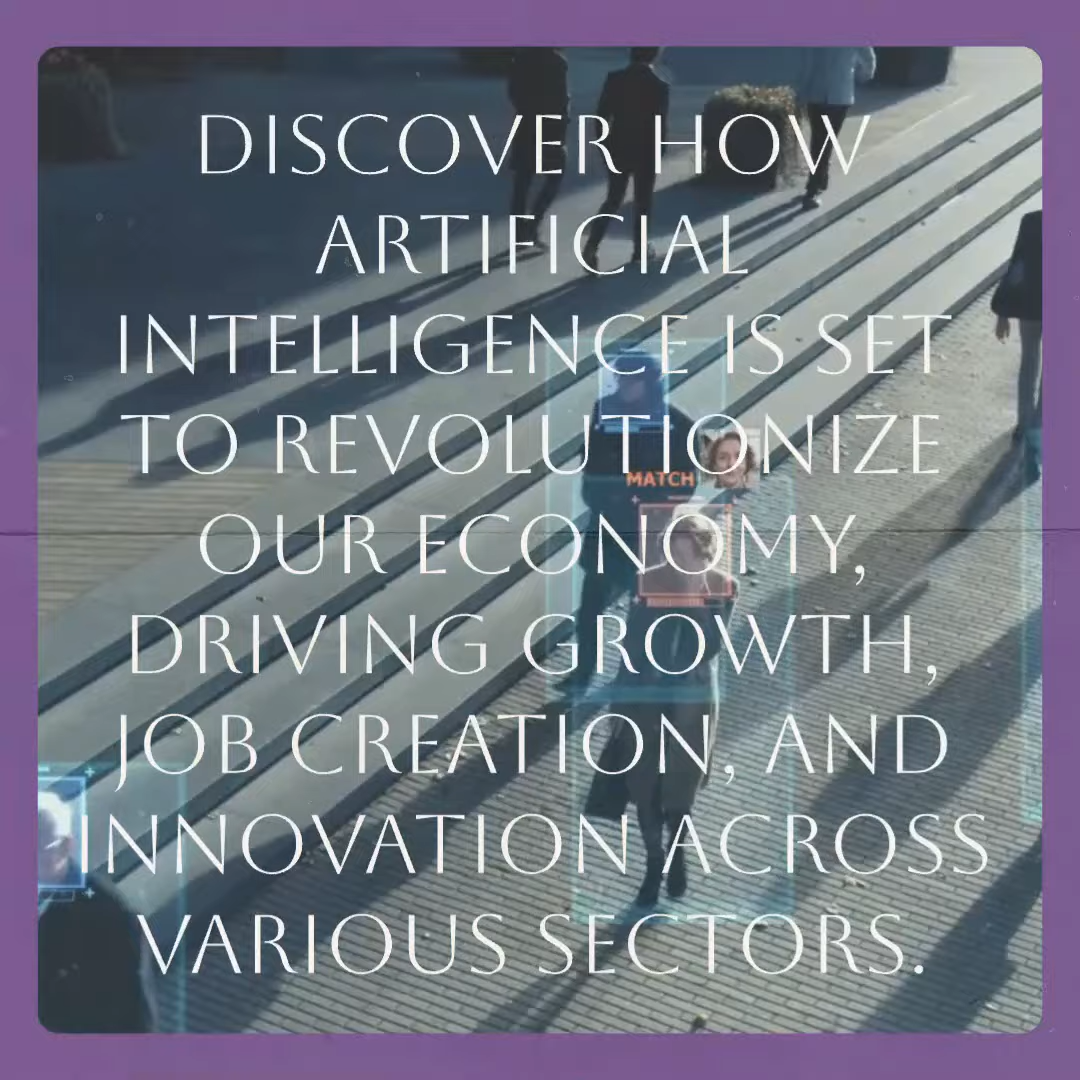 DISCOVER HOW
ARTIFICIAL
INTELLIGENCE IS SET
TO REVOLUTIONIZE
MATCH
OUR ECONOMY,
DRIVING GROWTH,
JOB CREATION, AND
INNOVATION ACROSS
VARIOUS SECTORS.